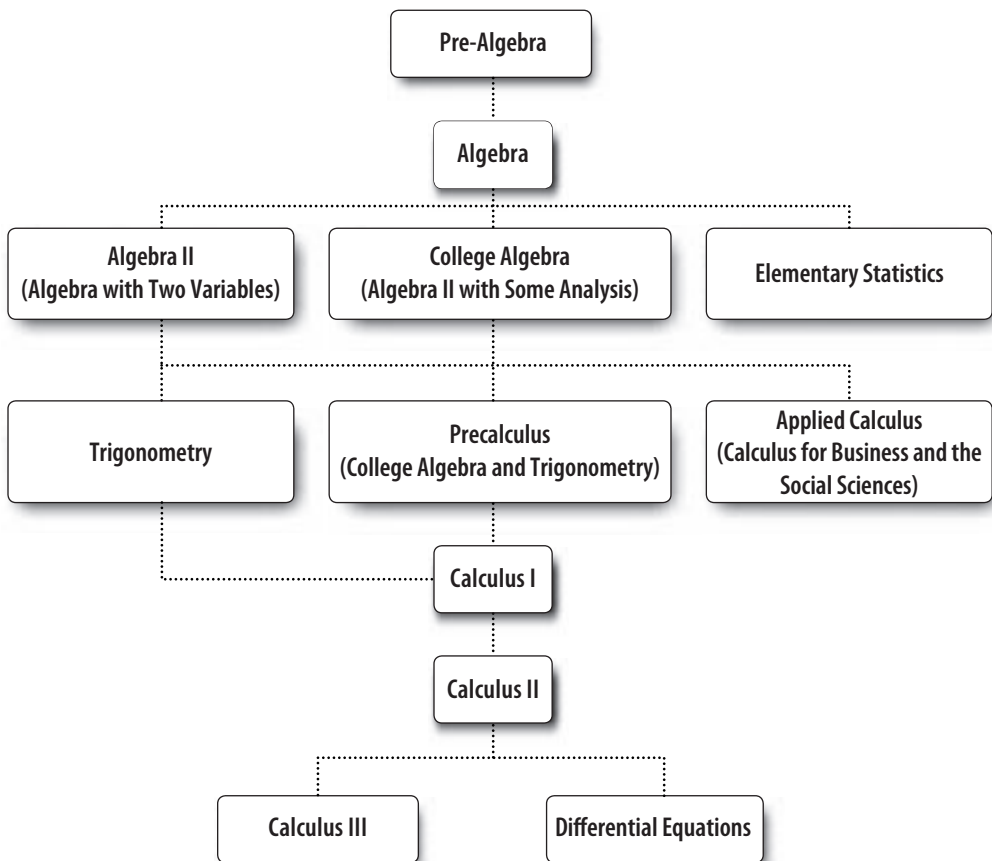 Pre-Algebra
Algebra
Algebra II
(Algebra with Two Variables)
College Algebra
(Algebra II with Some Analysis)
Elementary Statistics
Trigonometry
Precalculus
(College Algebra and Trigonometry)
Applied Calculus
(Calculus for Business and the
Social Sciences)
Calculus I
Calculus II
Calculus III
Differential Equations